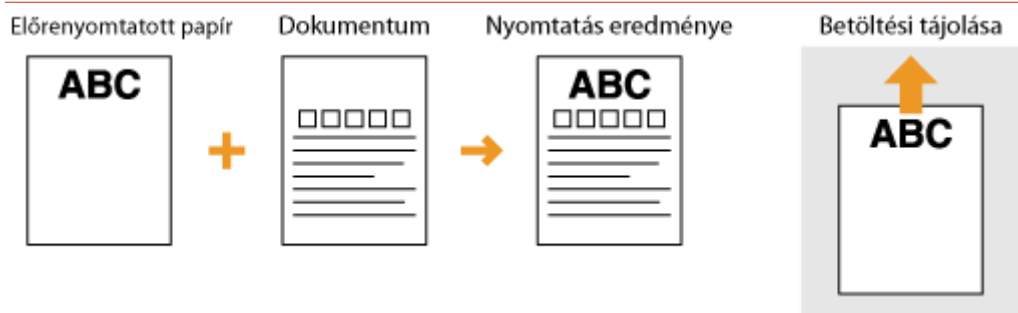 Előrenyomtatott papír
Dokumentum
Nyomtatás eredménye
Betöltési tájolása
ABC
ABC
ABC